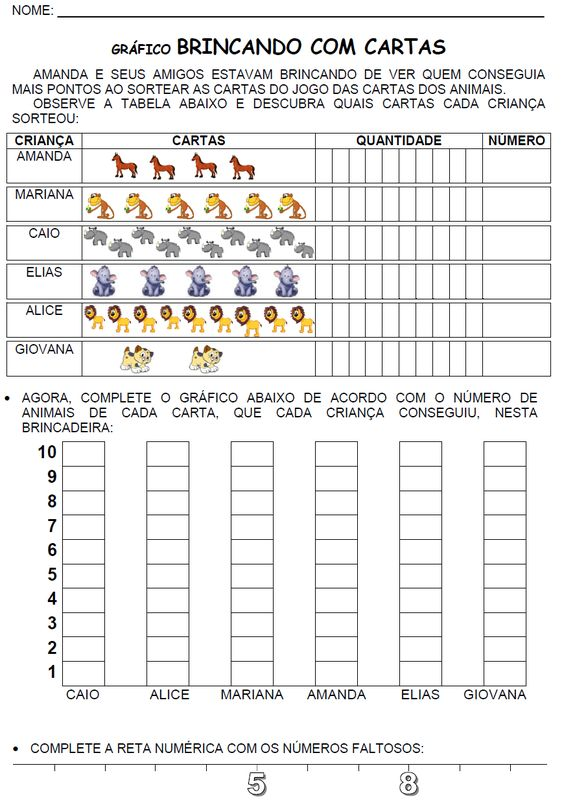 NOME:
GRÁFICO BRINCANDO COM CARTAS
AMANDA E SEUS AMIGOS ESTAVAM BRINCANDO DE VER QUEM CONSEGUIA
MAIS PONTOS AO SORTEAR AS CARTAS DO JOGO DAS CARTAS DOS ANIMAIS.
OBSERVE A TABELA ABAIXO E DESCUBRA QUAIS CARTAS CADA CRIANÇA
SORTEOU:
CRIANÇA CARTAS QUANTIDADE NÚMERO
AMANDA
MARIANA
CAIO
ELIAS
ALICE
GIOVANA
• AGORA, COMPLETE O GRÁFICO ABAIXO DE ACORDO COM O NÚMERO DE
ANIMAIS DE CADA CARTA, QUE CADA CRIANÇA CONSEGUIU, NESTA
BRINCADEIRA:
10
9
8
7
6
5
4
3
2
1
CAIO ALICE MARIANA AMANDA ELIAS GIOVANA
• COMPLETE A RETA NUMÉRICA COM OS NÚMEROS FALTOSOS:
5 8